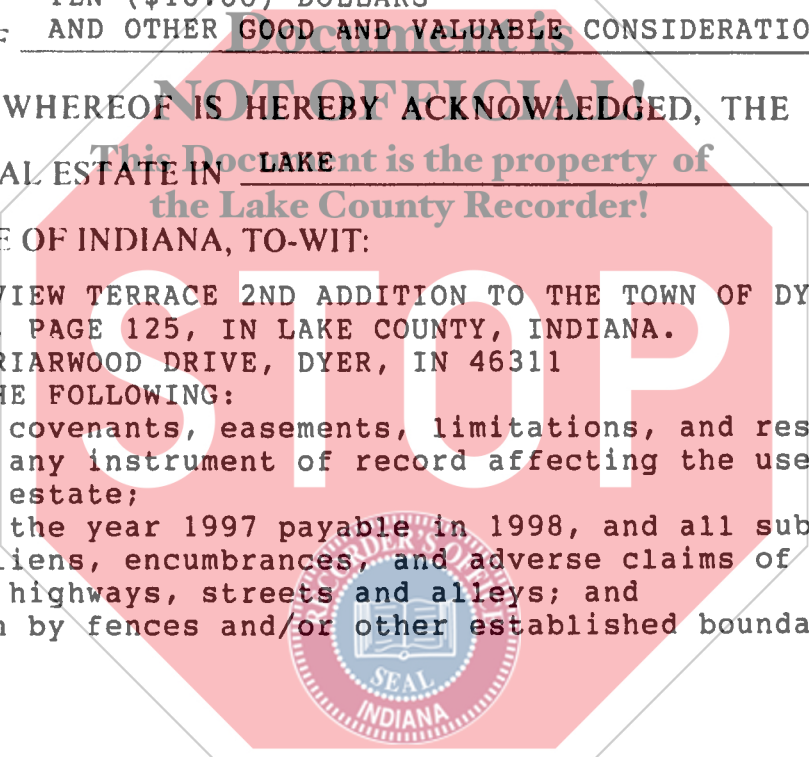 TEN ($10.00) DOLLARS
AND OTHER GOOD AND VALUABLE CONSIDERATIO
Document is
NOT OFFICIAL!
WHEREOF IS HEREBY ACKNOWLEDGED, THE
This Document is the property of
AL ESTATE IN LAKE
the Lake County Recorder!
E OF INDIANA, TO-WIT:
VIEW TERRACE 2ND ADDITION TO THE TOWN OF DY
PAGE 125, IN LAKE COUNTY, INDIANA.
RIARWOOD DRIVE, DYER, IN 46311
HE FOLLOWING:
STOP
covenants, easements, limitations, and res
any instrument of record affecting the use
estate;
the year 1997 payable in 1998, and all sub
liens, encumbrances, and adverse claims of
highways, streets and alleys; and
n by fences and/or other established bounda
RECORDER'S OFFICE
SEAL
INDIANA